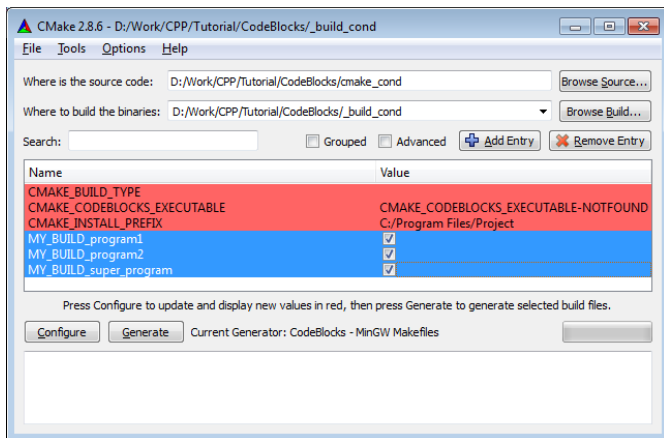 CMake 2.8.6 - D:/Work/CPP/Tutorial/CodeBlocks/_build_cond
File Tools Options Help
Where is the source code: D:/Work/CPP/Tutorial/CodeBlocks/cmake_cond Browse Source...
Where to build the binaries: D:/Work/CPP/Tutorial/CodeBlocks/_build_cond Browse Build...
Search: Grouped Advanced Add Entry Remove Entry
Name Value
CMAKE_BUILD_TYPE
CMAKE_CODEBLOCKS_EXECUTABLE CMAKE_CODEBLOCKS_EXECUTABLE-NOTFOUND
CMAKE_INSTALL_PREFIX C:/Program Files/Project
MY_BUILD_program1
MY_BUILD_program2
MY_BUILD_super_program
Press Configure to update and display new values in red, then press Generate to generate selected build files.
Configure Generate Current Generator: CodeBlocks - MinGW Makefiles